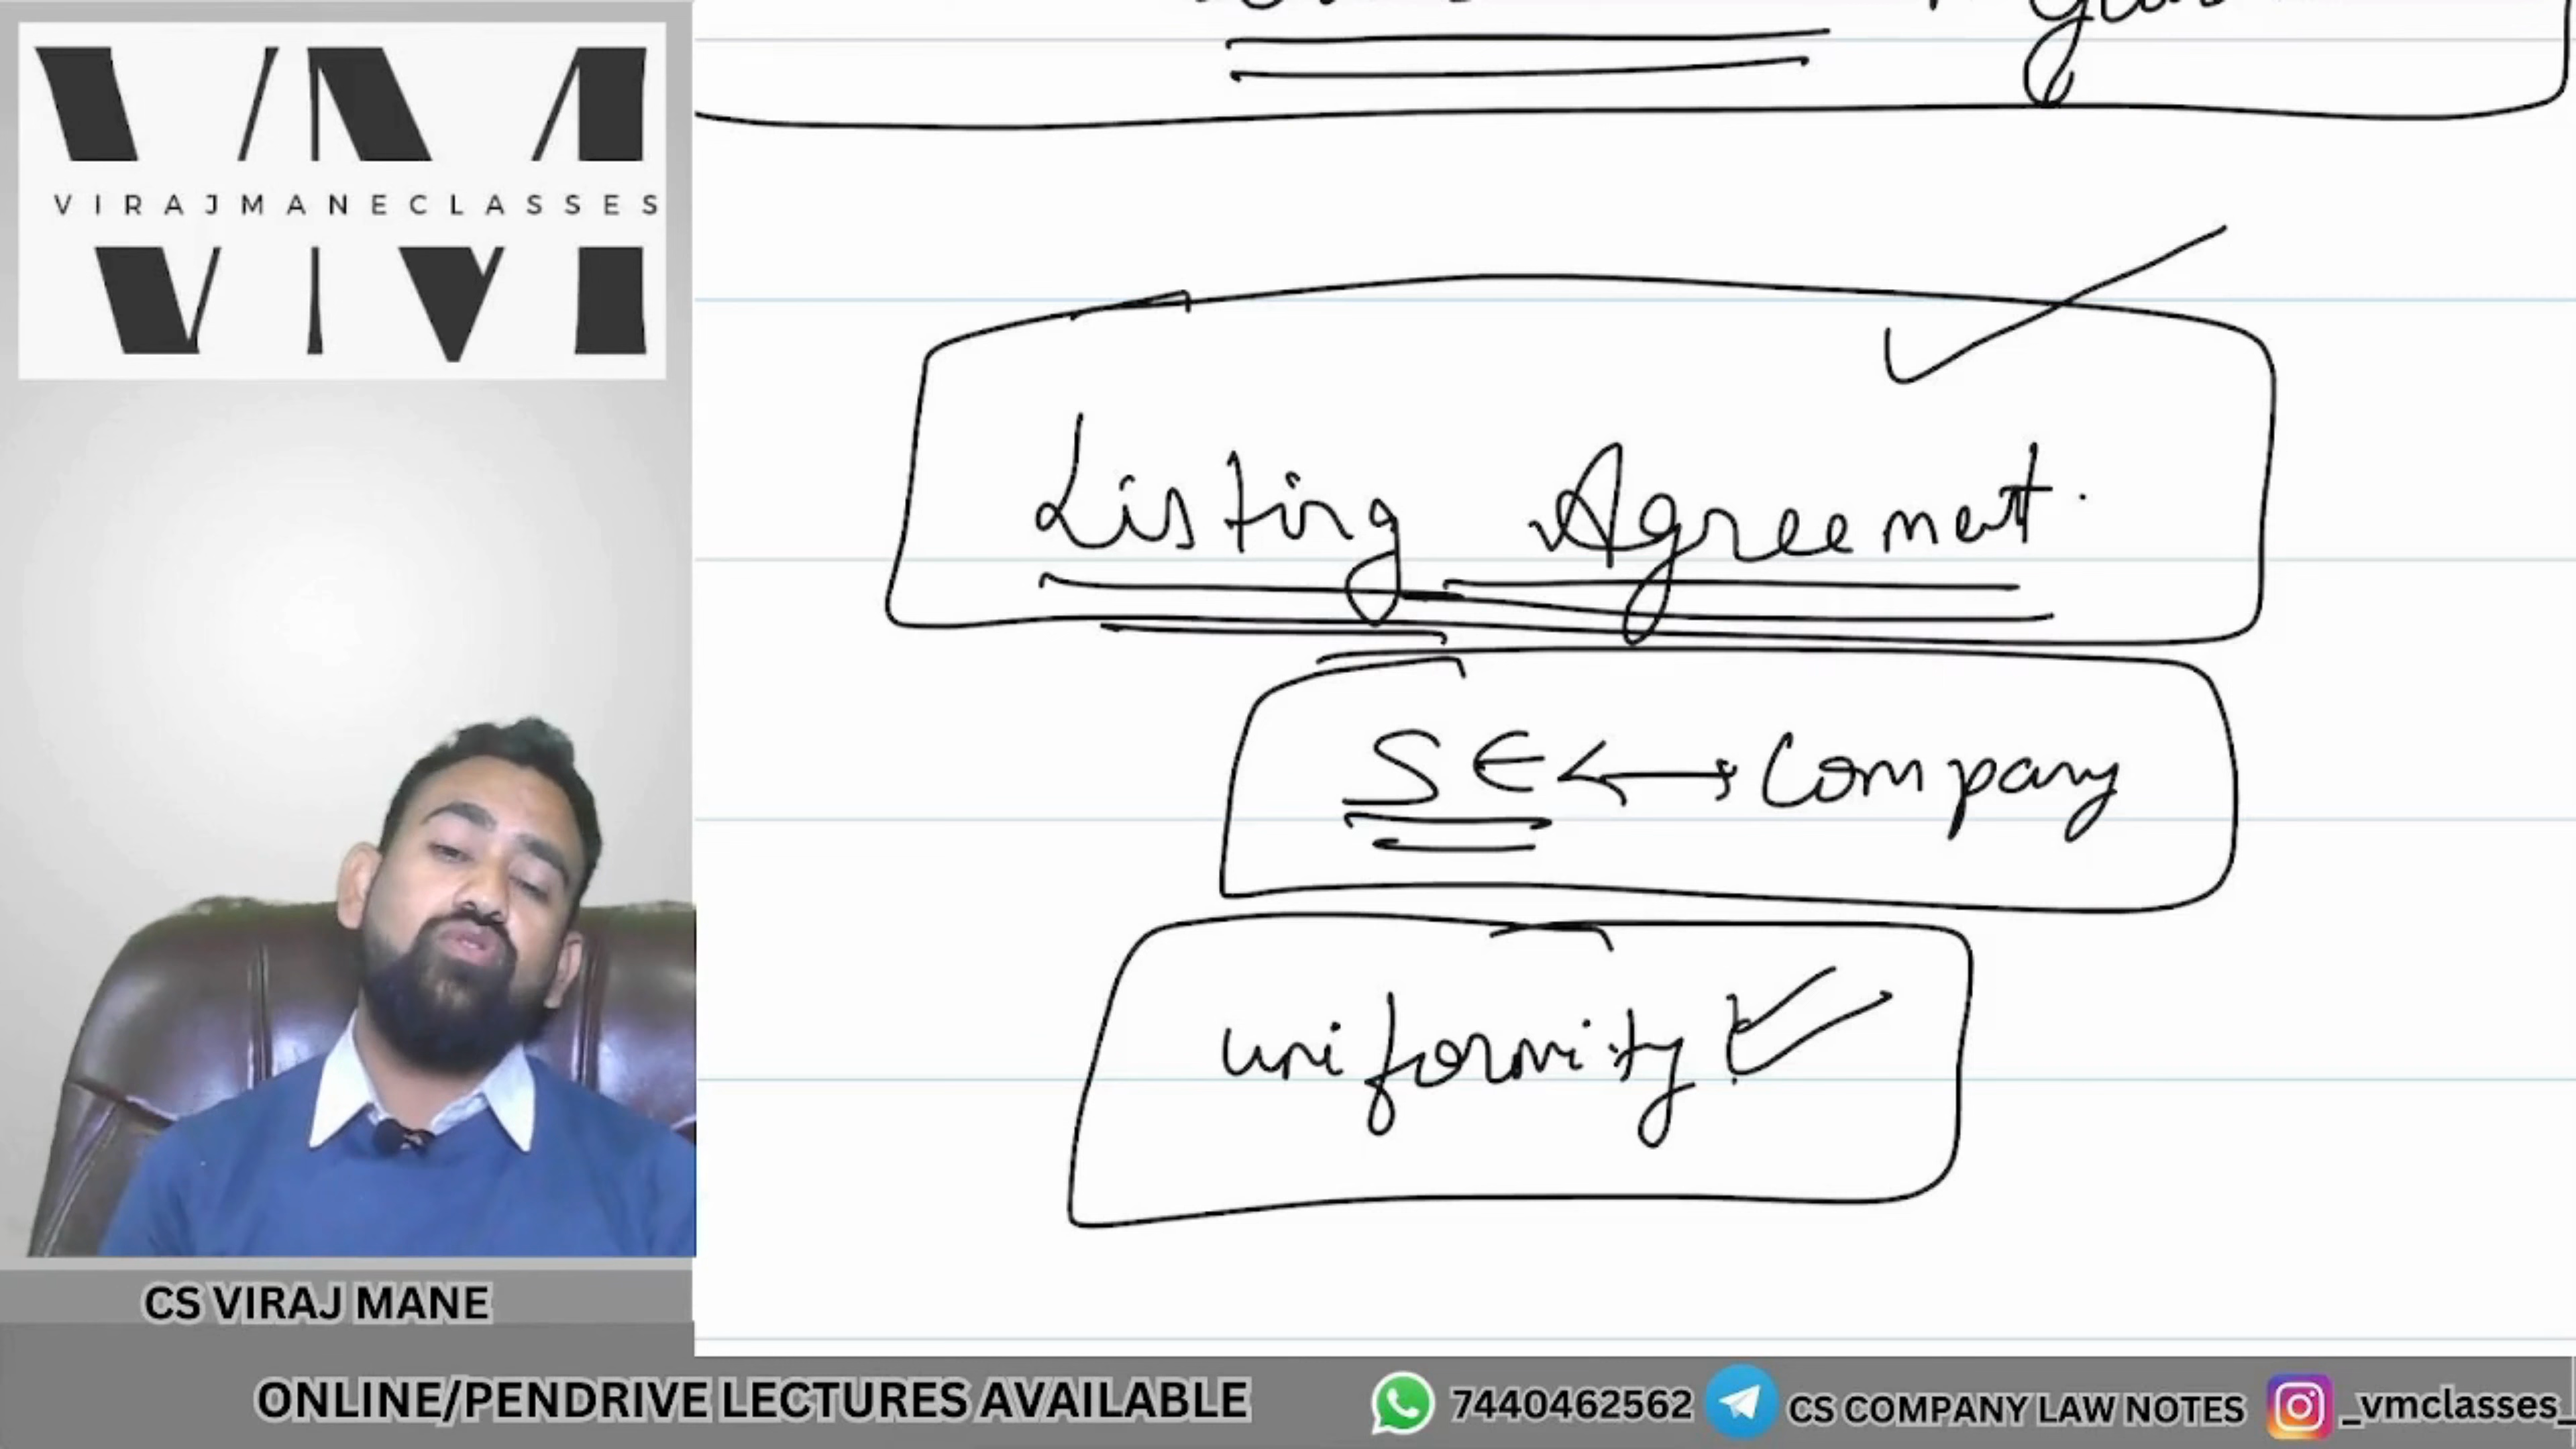 VIRAJMANECLASSES
Listing Agreement.
SE ↔ Company
uniformity
CS VIRAJ MANE
ONLINE/PENDRIVE LECTURES AVAILABLE
7440462562
CS COMPANY LAW NOTES
_vmclasses_